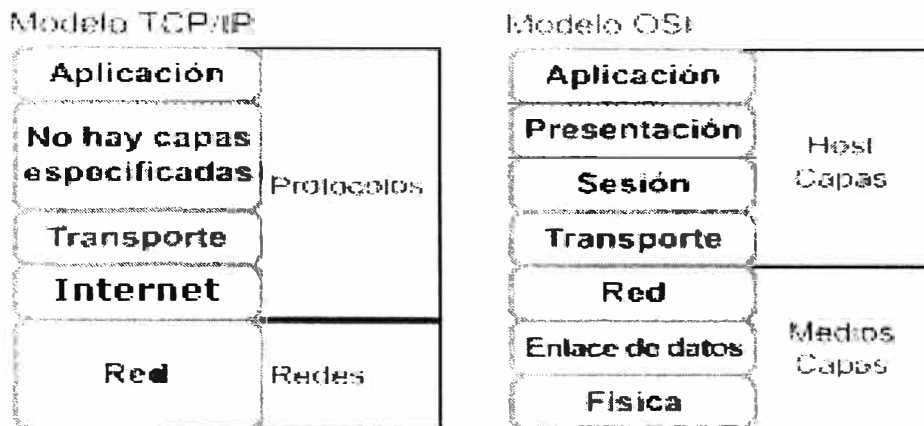 Modelo TCP/IP
Aplicación
No hay capas
especificadas
Protocolos
Transporte
Internet
Red
Redes
Modelo OSI
Aplicación
Presentación
Sesión
Transporte
Host
Capas
Red
Enlace de datos
Física
Medios
Capas